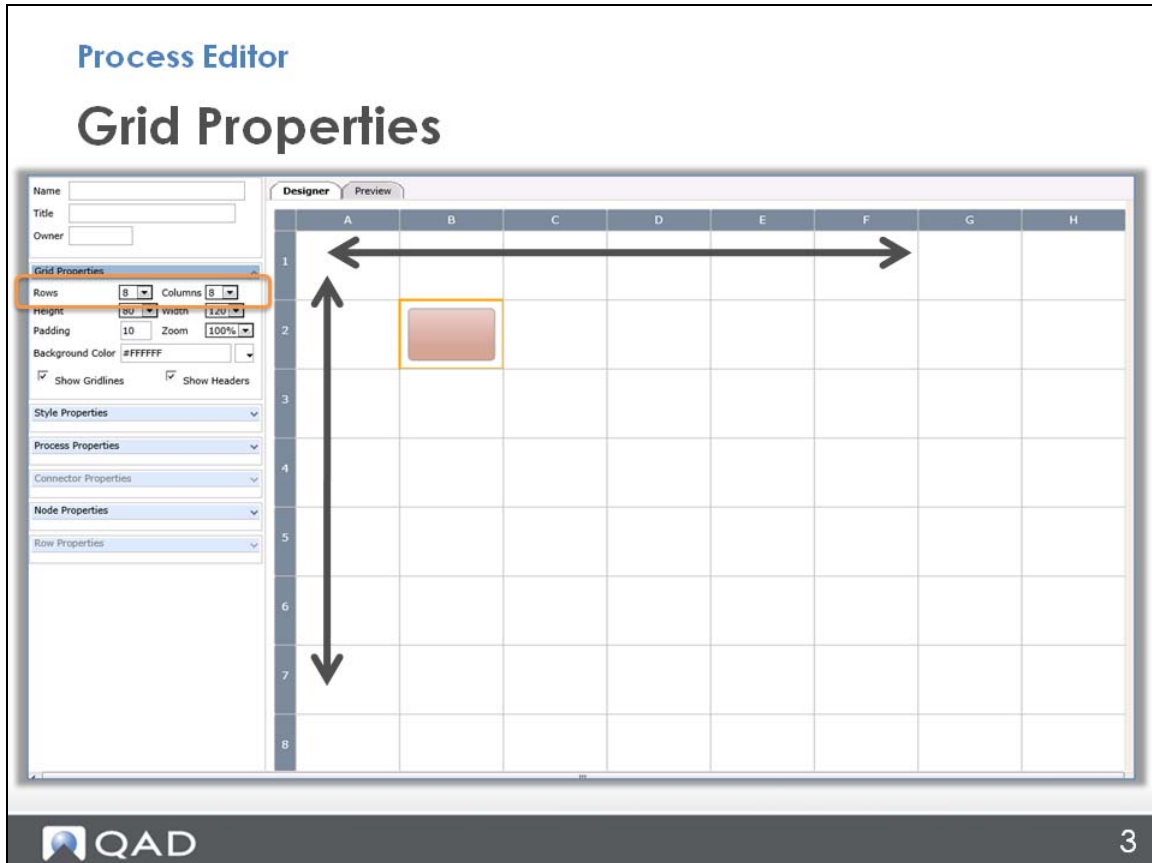 Process Editor
Grid Properties
Name
Title
Owner
Grid Properties
Rows 8 Columns 8
Height 80 Width 120
Padding 10 Zoom 100%
Background Color #FFFFFF
Show Gridlines Show Headers
Style Properties
Process Properties
Connector Properties
Node Properties
Row Properties
Designer Preview
A B C D E F G H
1
2
3
4
5
6
7
8
QAD
3